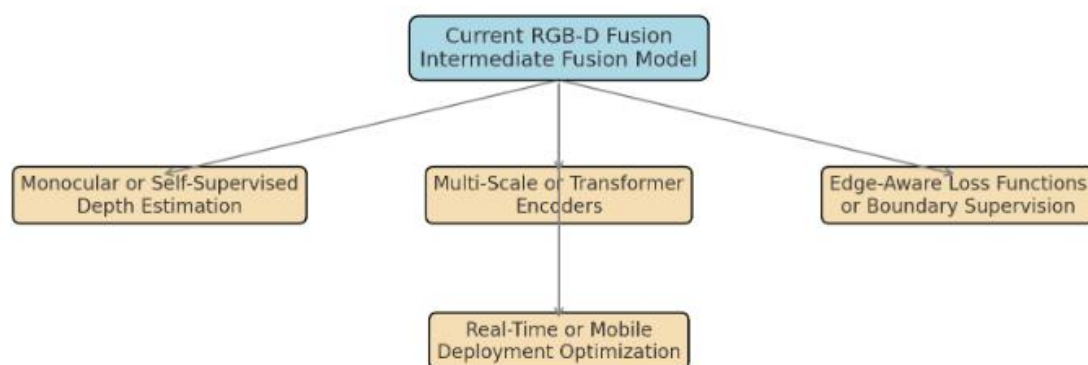 Current RGB-D Fusion
Intermediate Fusion Model
Monocular or Self-Supervised
Depth Estimation
Multi-Scale or Transformer
Encoders
Edge-Aware Loss Functions
or Boundary Supervision
Real-Time or Mobile
Deployment Optimization